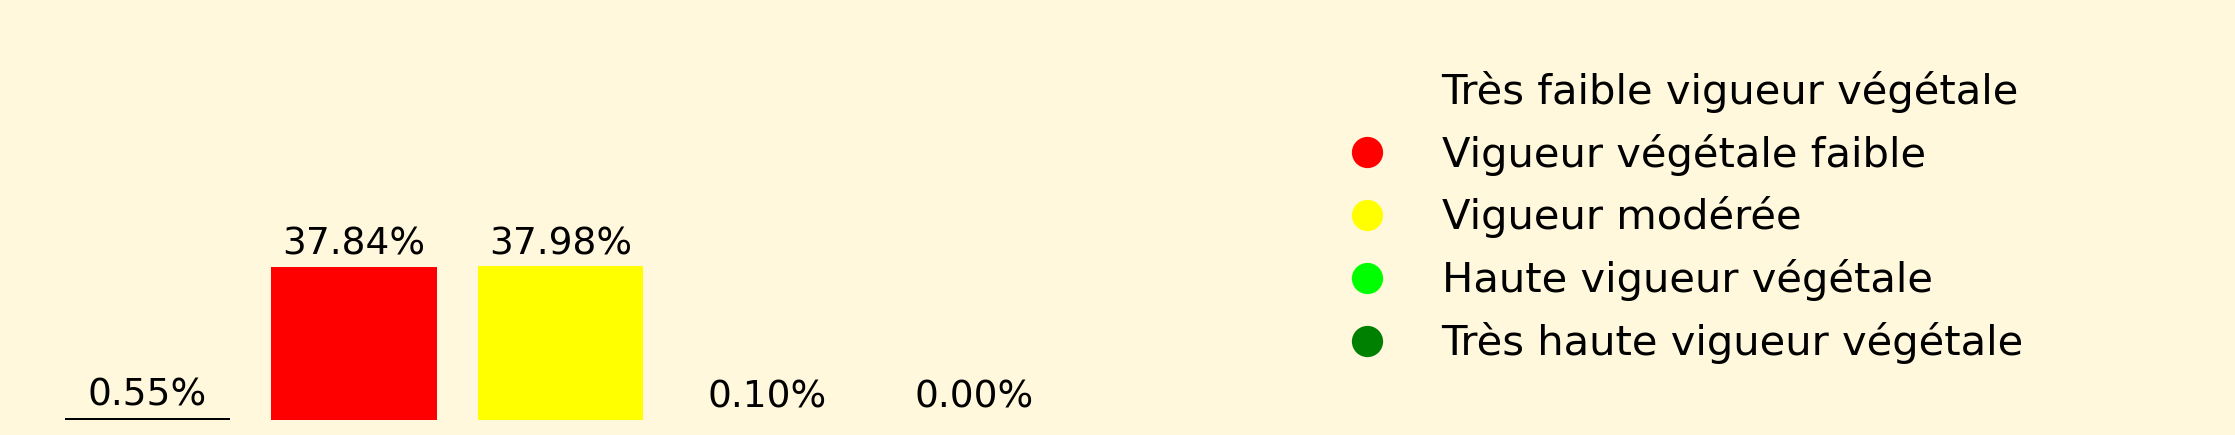 37.84%
37.98%
0.55%
0.10%
0.00%
Très faible vigueur végétale
Vigueur végétale faible
Vigueur modérée
Haute vigueur végétale
Très haute vigueur végétale